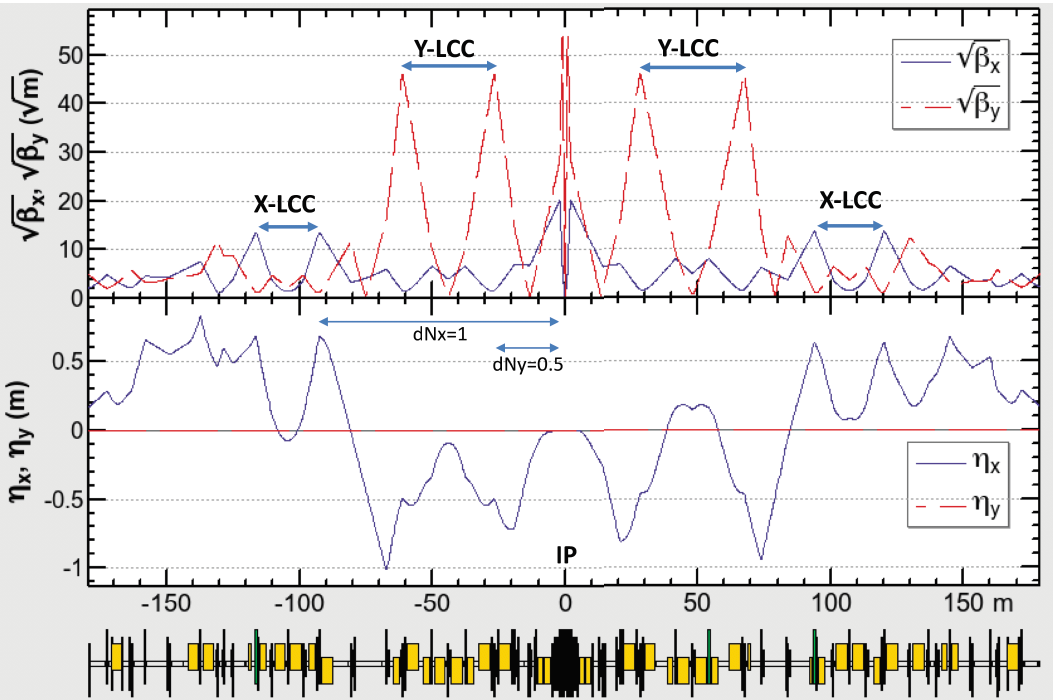 √βx, √βy (√m)
50
40
30
20
10
0
Y-LCC
Y-LCC
X-LCC
X-LCC
√βx
√βy
ηx, ηy (m)
0.5
0
-0.5
-1
dNx=1
dNy=0.5
IP
ηx
ηy
-150
-100
-50
0
50
100
150 m